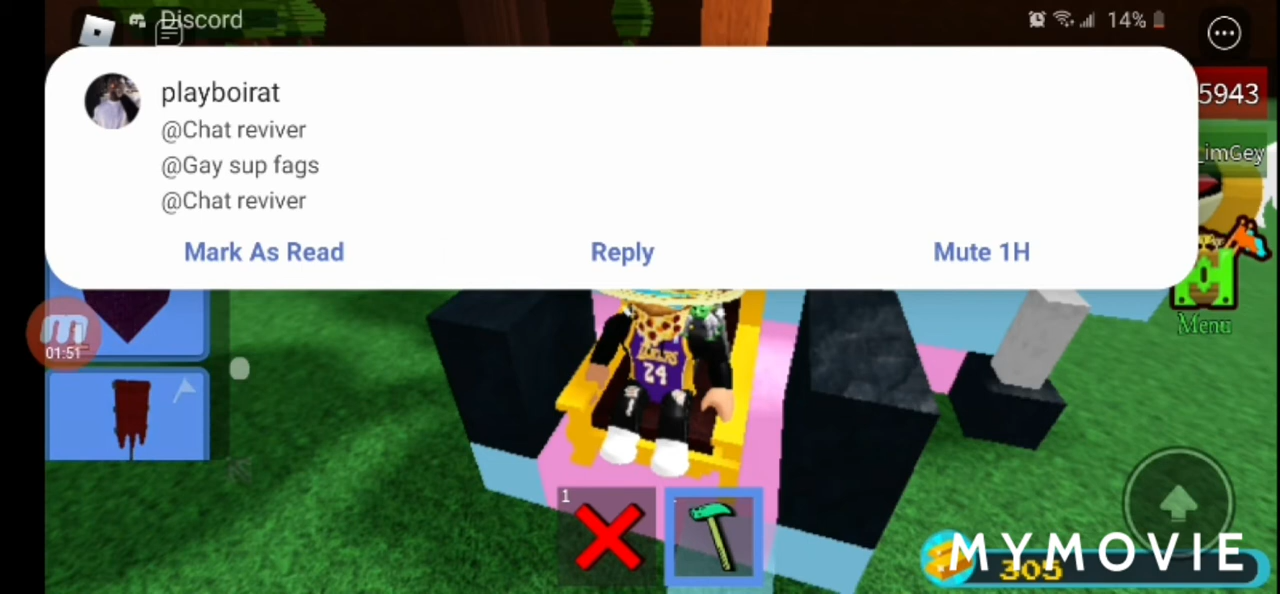 Discord
14%
playboirat
@Chat reviver
@Gay sup fags
@Chat reviver
Mark As Read
Reply
Mute 1H
5943
_imGey
Menu
01:51
24
1
305
MYMOVIE